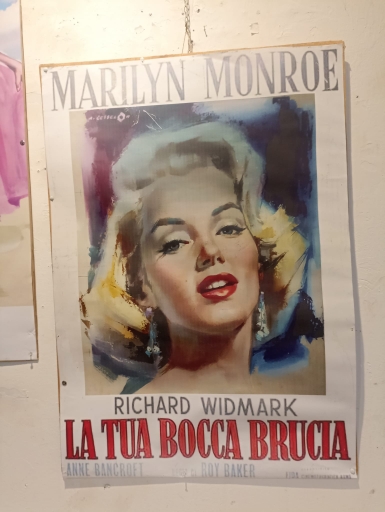 MARILYN MONROE
RICHARD WIDMARK
LA TUA BOCCA BRUCIA
ANNE BANCROFT ROY BAKER